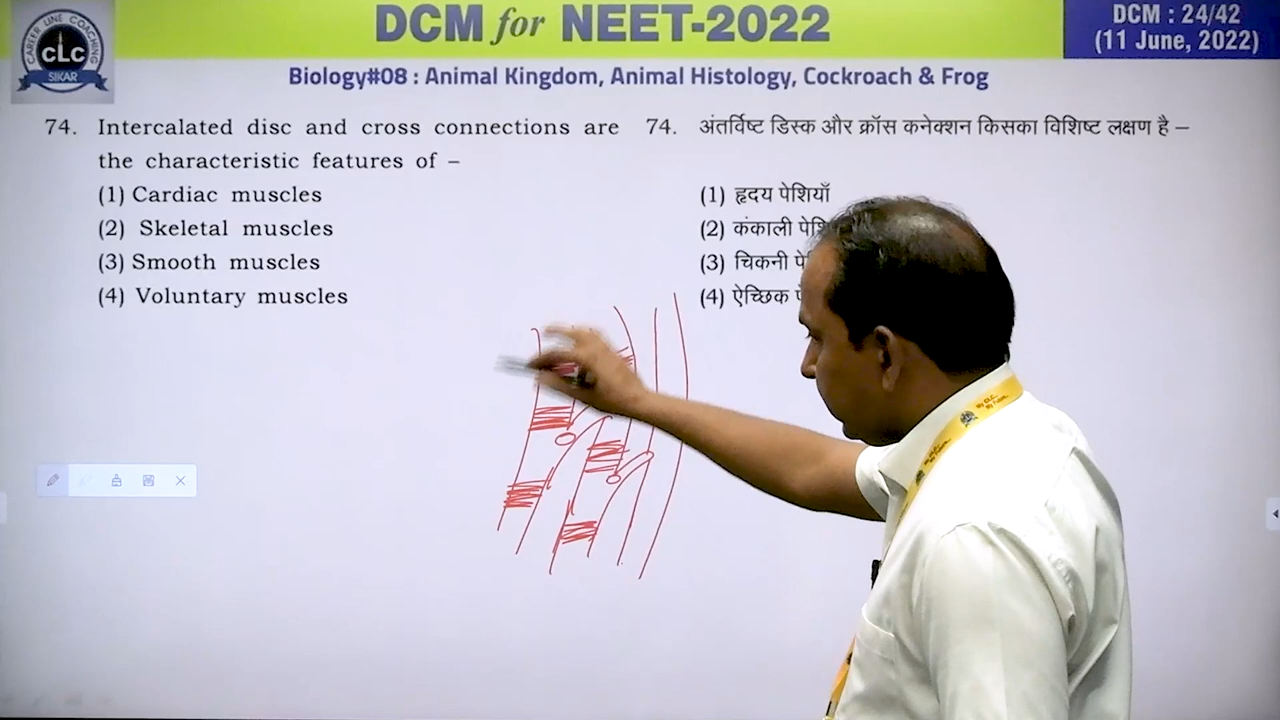 DCM for NEET-2022
DCM : 24/42
(11 June, 2022)
CAREER LINE COACHING
CLC
SIKAR
Biology#08 : Animal Kingdom, Animal Histology, Cockroach & Frog
74. Intercalated disc and cross connections are
the characteristic features of –
(1) Cardiac muscles
(2) Skeletal muscles
(3) Smooth muscles
(4) Voluntary muscles
74. अंतर्विष्ट डिस्क और क्रॉस कनेक्शन किसका विशिष्ट लक्षण है –
(1) हृदय पेशियाँ
(2) कंकाली
(3) चिकनी
(4) ऐच्छिक